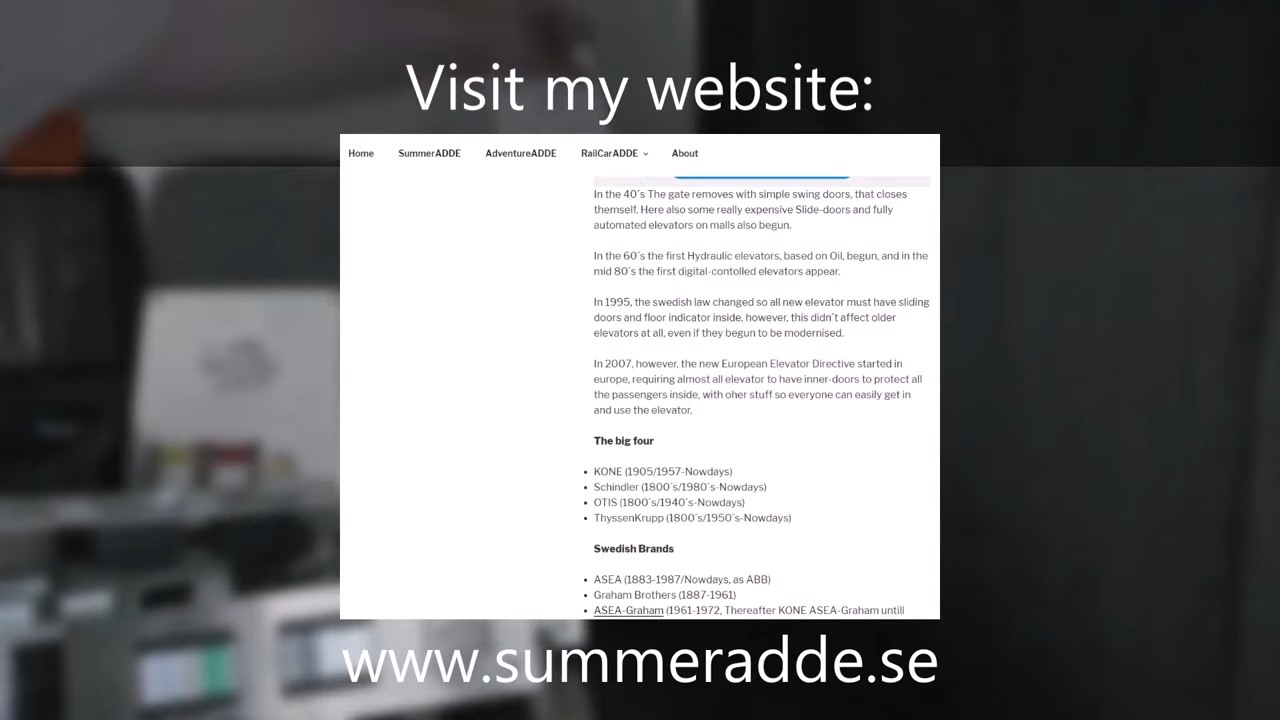 Visit my website:
Home SummerADDE AdventureADDE RailCarADDE About
In the 40´s The gate removes with simple swing doors, that closes
themself. Here also some really expensive Slide-doors and fully
automated elevators on malls also begun.
In the 60´s the first Hydraulic elevators, based on Oil, begun, and in the
mid 80´s the first digital-contolled elevators appear.
In 1995, the swedish law changed so all new elevator must have sliding
doors and floor indicator inside, however, this didn´t affect older
elevators at all, even if they begun to be modernised.
In 2007, however, the new European Elevator Directive started in
europe, requiring almost all elevator to have inner-doors to protect all
the passengers inside, with oher stuff so everyone can easily get in
and use the elevator.
The big four
• KONE (1905/1957-Nowdays)
• Schindler (1800´s/1980´s-Nowdays)
• OTIS (1800´s/1940´s-Nowdays)
• ThyssenKrupp (1800´s/1950´s-Nowdays)
Swedish Brands
• ASEA (1883-1987/Nowdays, as ABB)
• Graham Brothers (1887-1961)
• ASEA-Graham (1961-1972, Thereafter KONE ASEA-Graham untill
www.summeradde.se